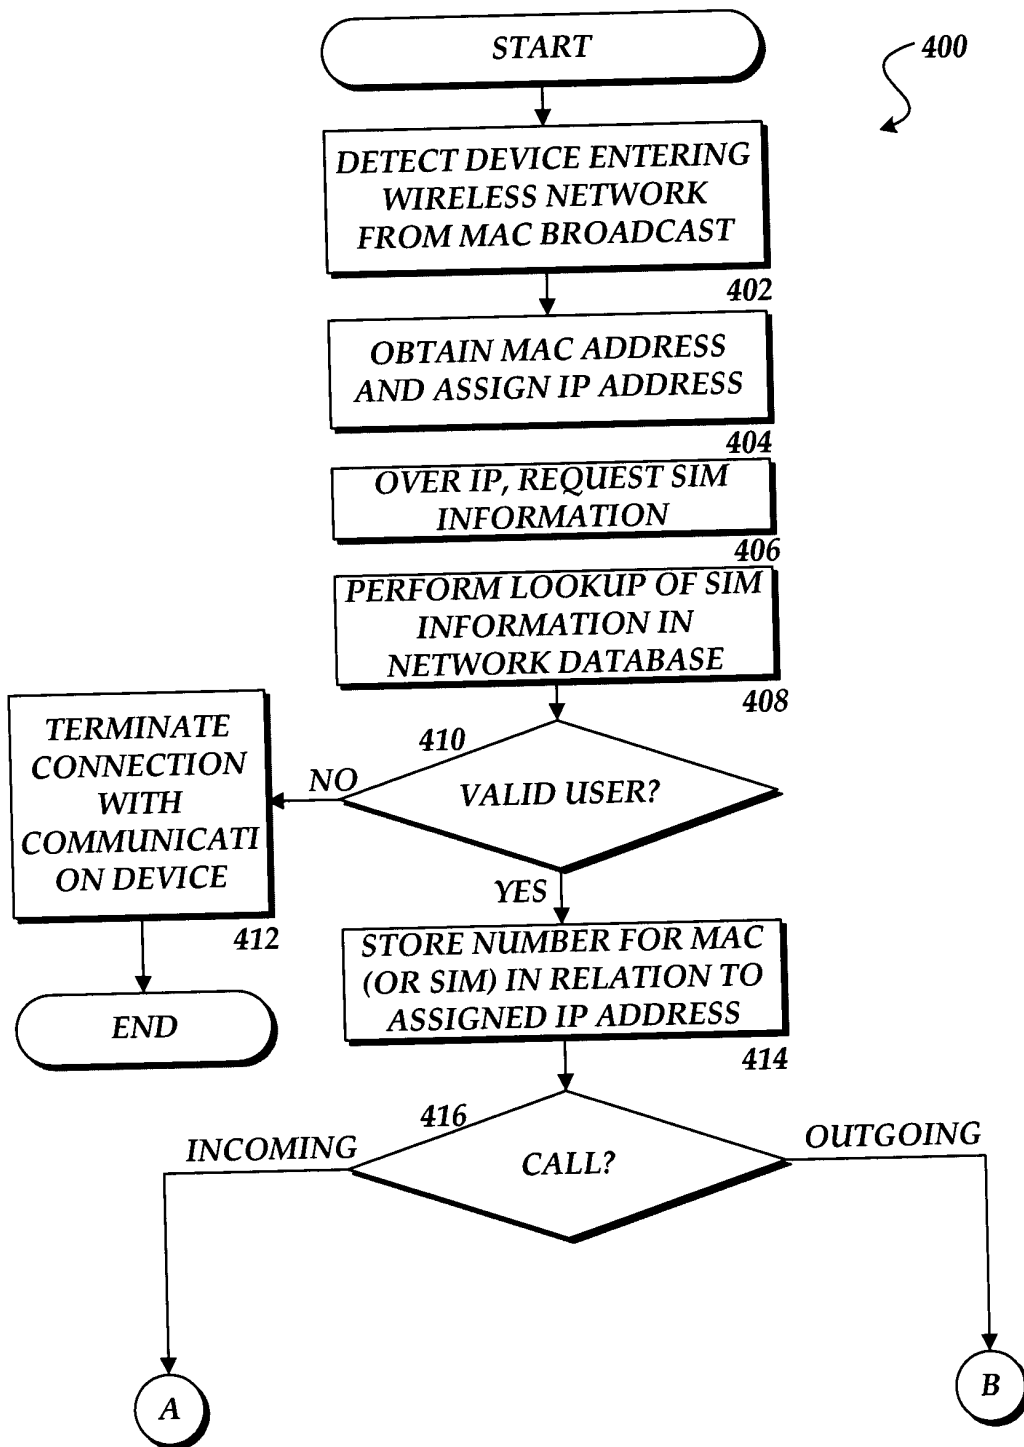 START
400
DETECT DEVICE ENTERING
WIRELESS NETWORK
FROM MAC BROADCAST
402
OBTAIN MAC ADDRESS
AND ASSIGN IP ADDRESS
404
OVER IP, REQUEST SIM
INFORMATION
406
PERFORM LOOKUP OF SIM
INFORMATION IN
NETWORK DATABASE
408
410
VALID USER?
NO
TERMINATE
CONNECTION
WITH
COMMUNICATI
ON DEVICE
412
END
YES
STORE NUMBER FOR MAC
(OR SIM) IN RELATION TO
ASSIGNED IP ADDRESS
414
416
CALL?
INCOMING
OUTGOING
A
B